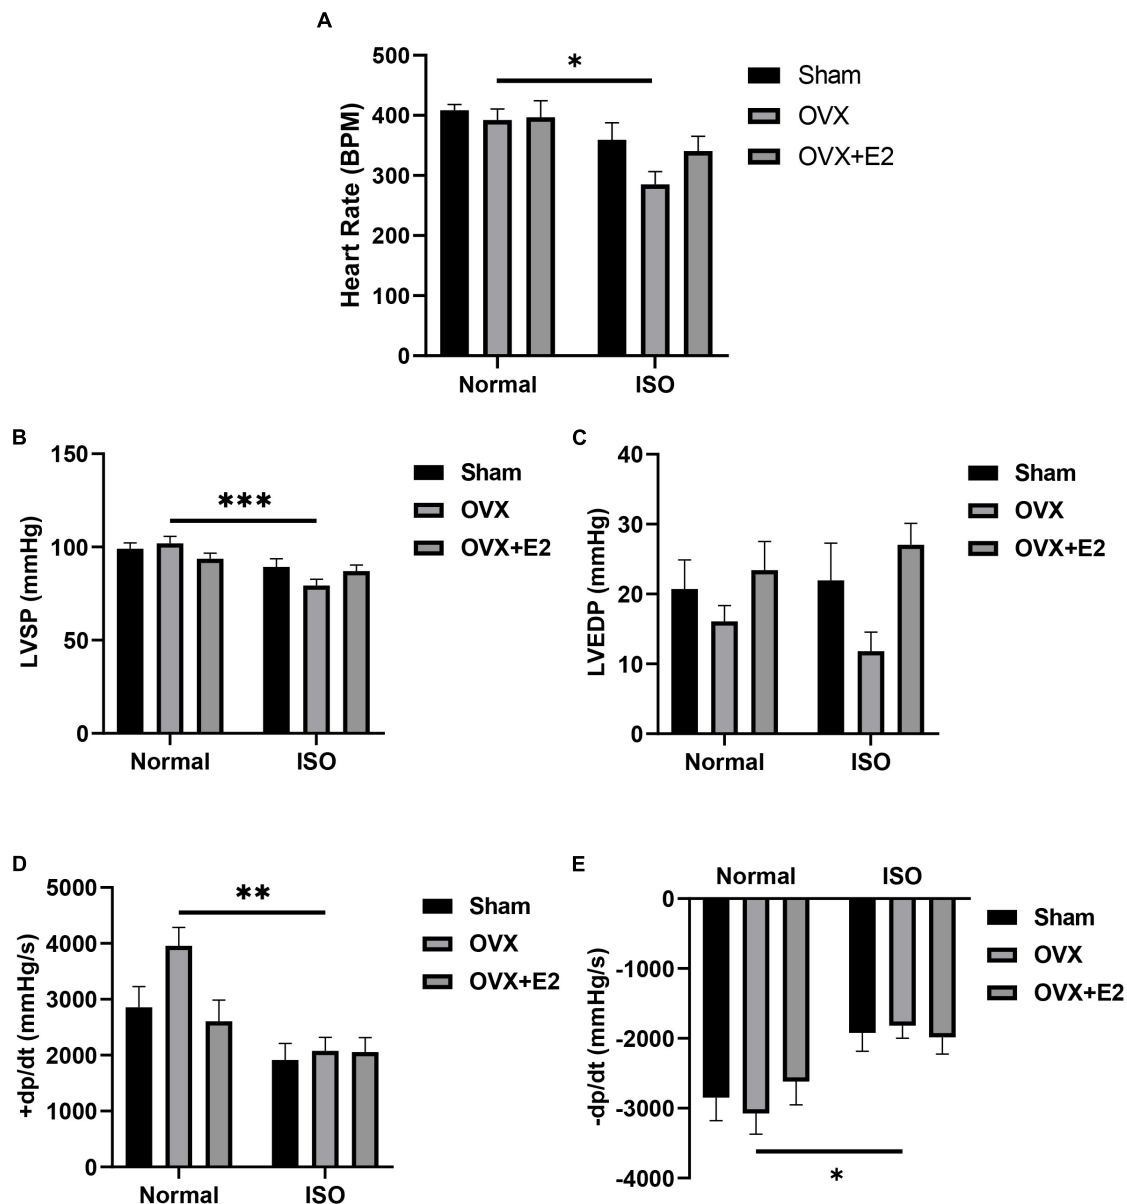 A
Heart Rate (BPM)
500
400
300
200
100
0
*
Normal
ISO
Sham
OVX
OVX+E2
B
LVSP (mmHg)
150
100
50
0
***
Normal
ISO
Sham
OVX
OVX+E2
C
LVEDP (mmHg)
40
30
20
10
0
Normal
ISO
Sham
OVX
OVX+E2
D
+dp/dt (mmHg/s)
5000
4000
3000
2000
1000
0
**
Normal
ISO
Sham
OVX
OVX+E2
E
-dp/dt (mmHg/s)
Normal
ISO
0
-1000
-2000
-3000
-4000
*
Sham
OVX
OVX+E2